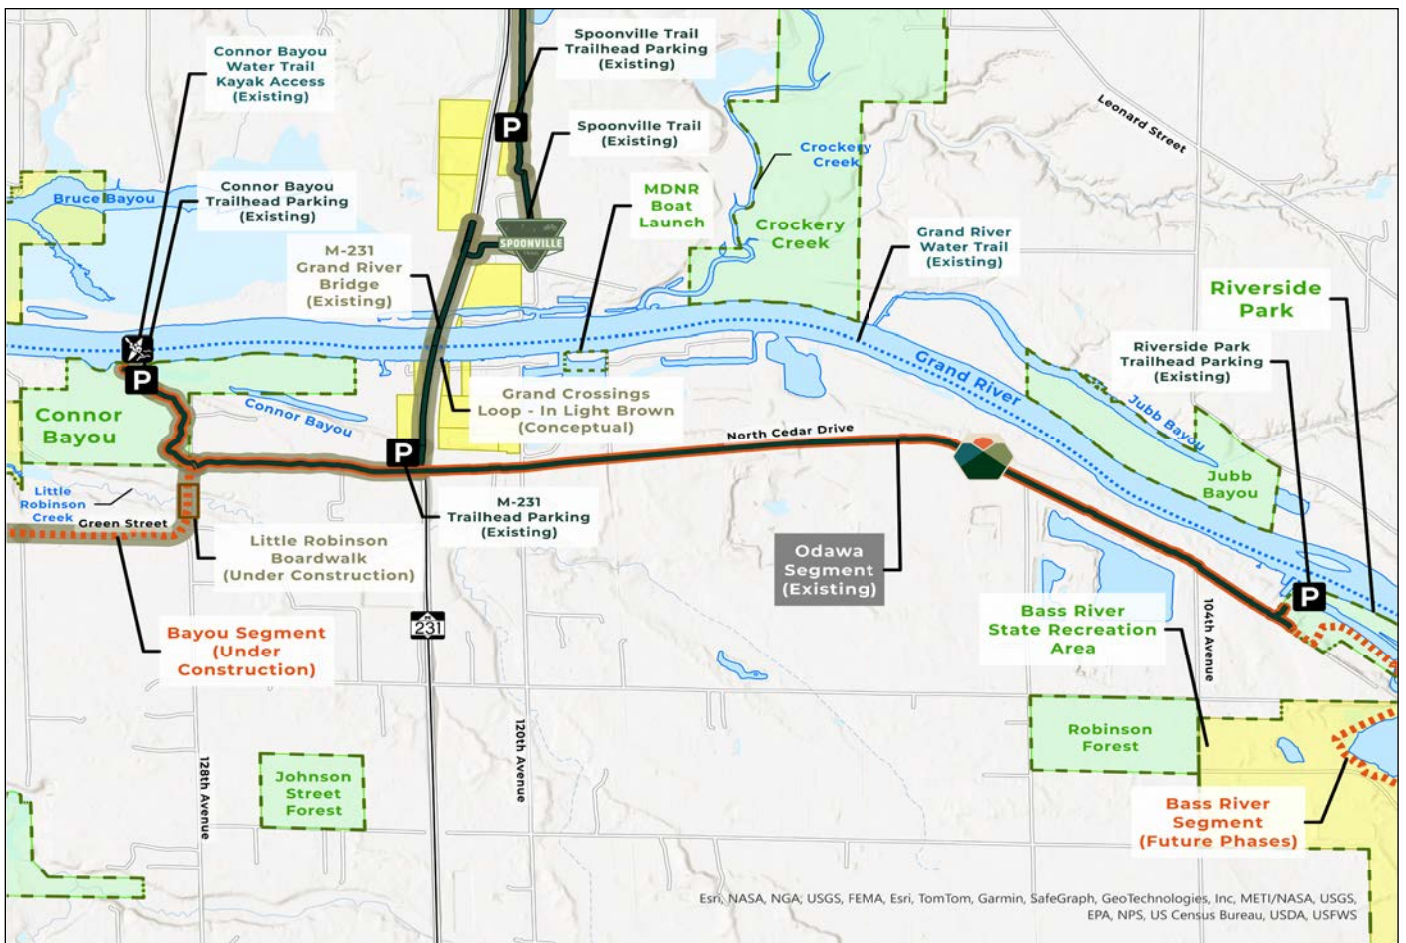 Connor Bayou
Water Trail
Kayak Access
(Existing)
Spoonville Trail
Trailhead Parking
(Existing)
P
Spoonville Trail
(Existing)
Leonard Street
Crockery
Creek
Bruce Bayou
Connor Bayou
Trailhead Parking
(Existing)
MDNR
Boat
Launch
Crockery
Creek
Grand River
Water Trail
(Existing)
SPOONVILLE
M-231
Grand River
Bridge
(Existing)
Riverside
Park
Riverside Park
Trailhead Parking
(Existing)
P
Grand River
Connor
Bayou
Connor Bayou
Grand Crossings
Loop - In Light Brown
(Conceptual)
Jubb Bayou
North Cedar Drive
P
Jubb
Bayou
Little
Robinson
Creek
Green Street
M-231
Trailhead Parking
(Existing)
Little Robinson
Boardwalk
(Under Construction)
Odawa
Segment
(Existing)
P
104th Avenue
Bass River
State Recreation
Area
231
Bayou Segment
(Under
Construction)
Robinson
Forest
120th Avenue
128th Avenue
Johnson
Street
Forest
Bass River
Segment
(Future Phases)
Esri, NASA, NGA, USGS, FEMA, Esri, TomTom, Garmin, SafeGraph, GeoTechnologies, Inc, METI/NASA, USGS,
EPA, NPS, US Census Bureau, USDA, USFWS